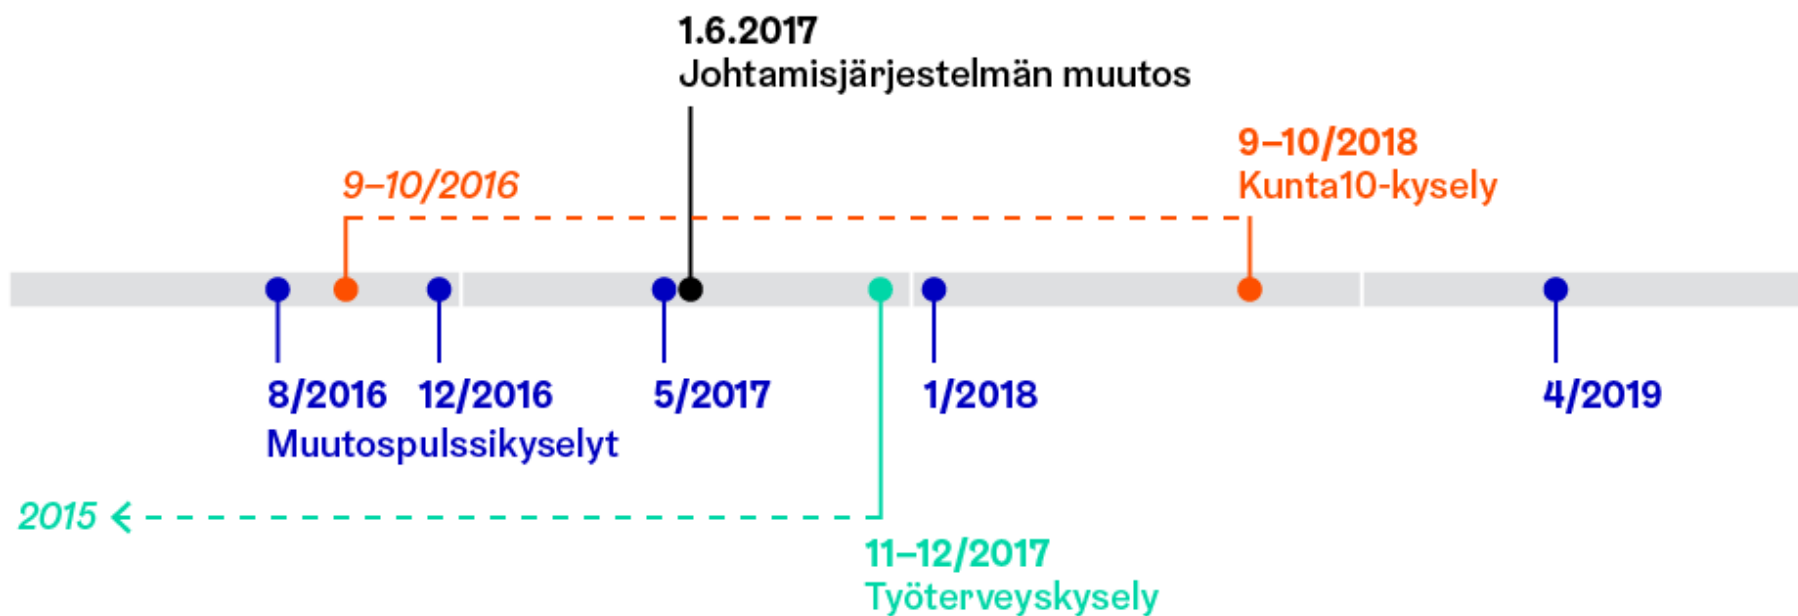 1.6.2017
Johtamisjärjestelmän muutos
9–10/2018
Kunta10-kysely
9–10/2016
8/2016
12/2016
5/2017
1/2018
4/2019
Muutospulssikyselyt
2015
11–12/2017
Työterveyskysely